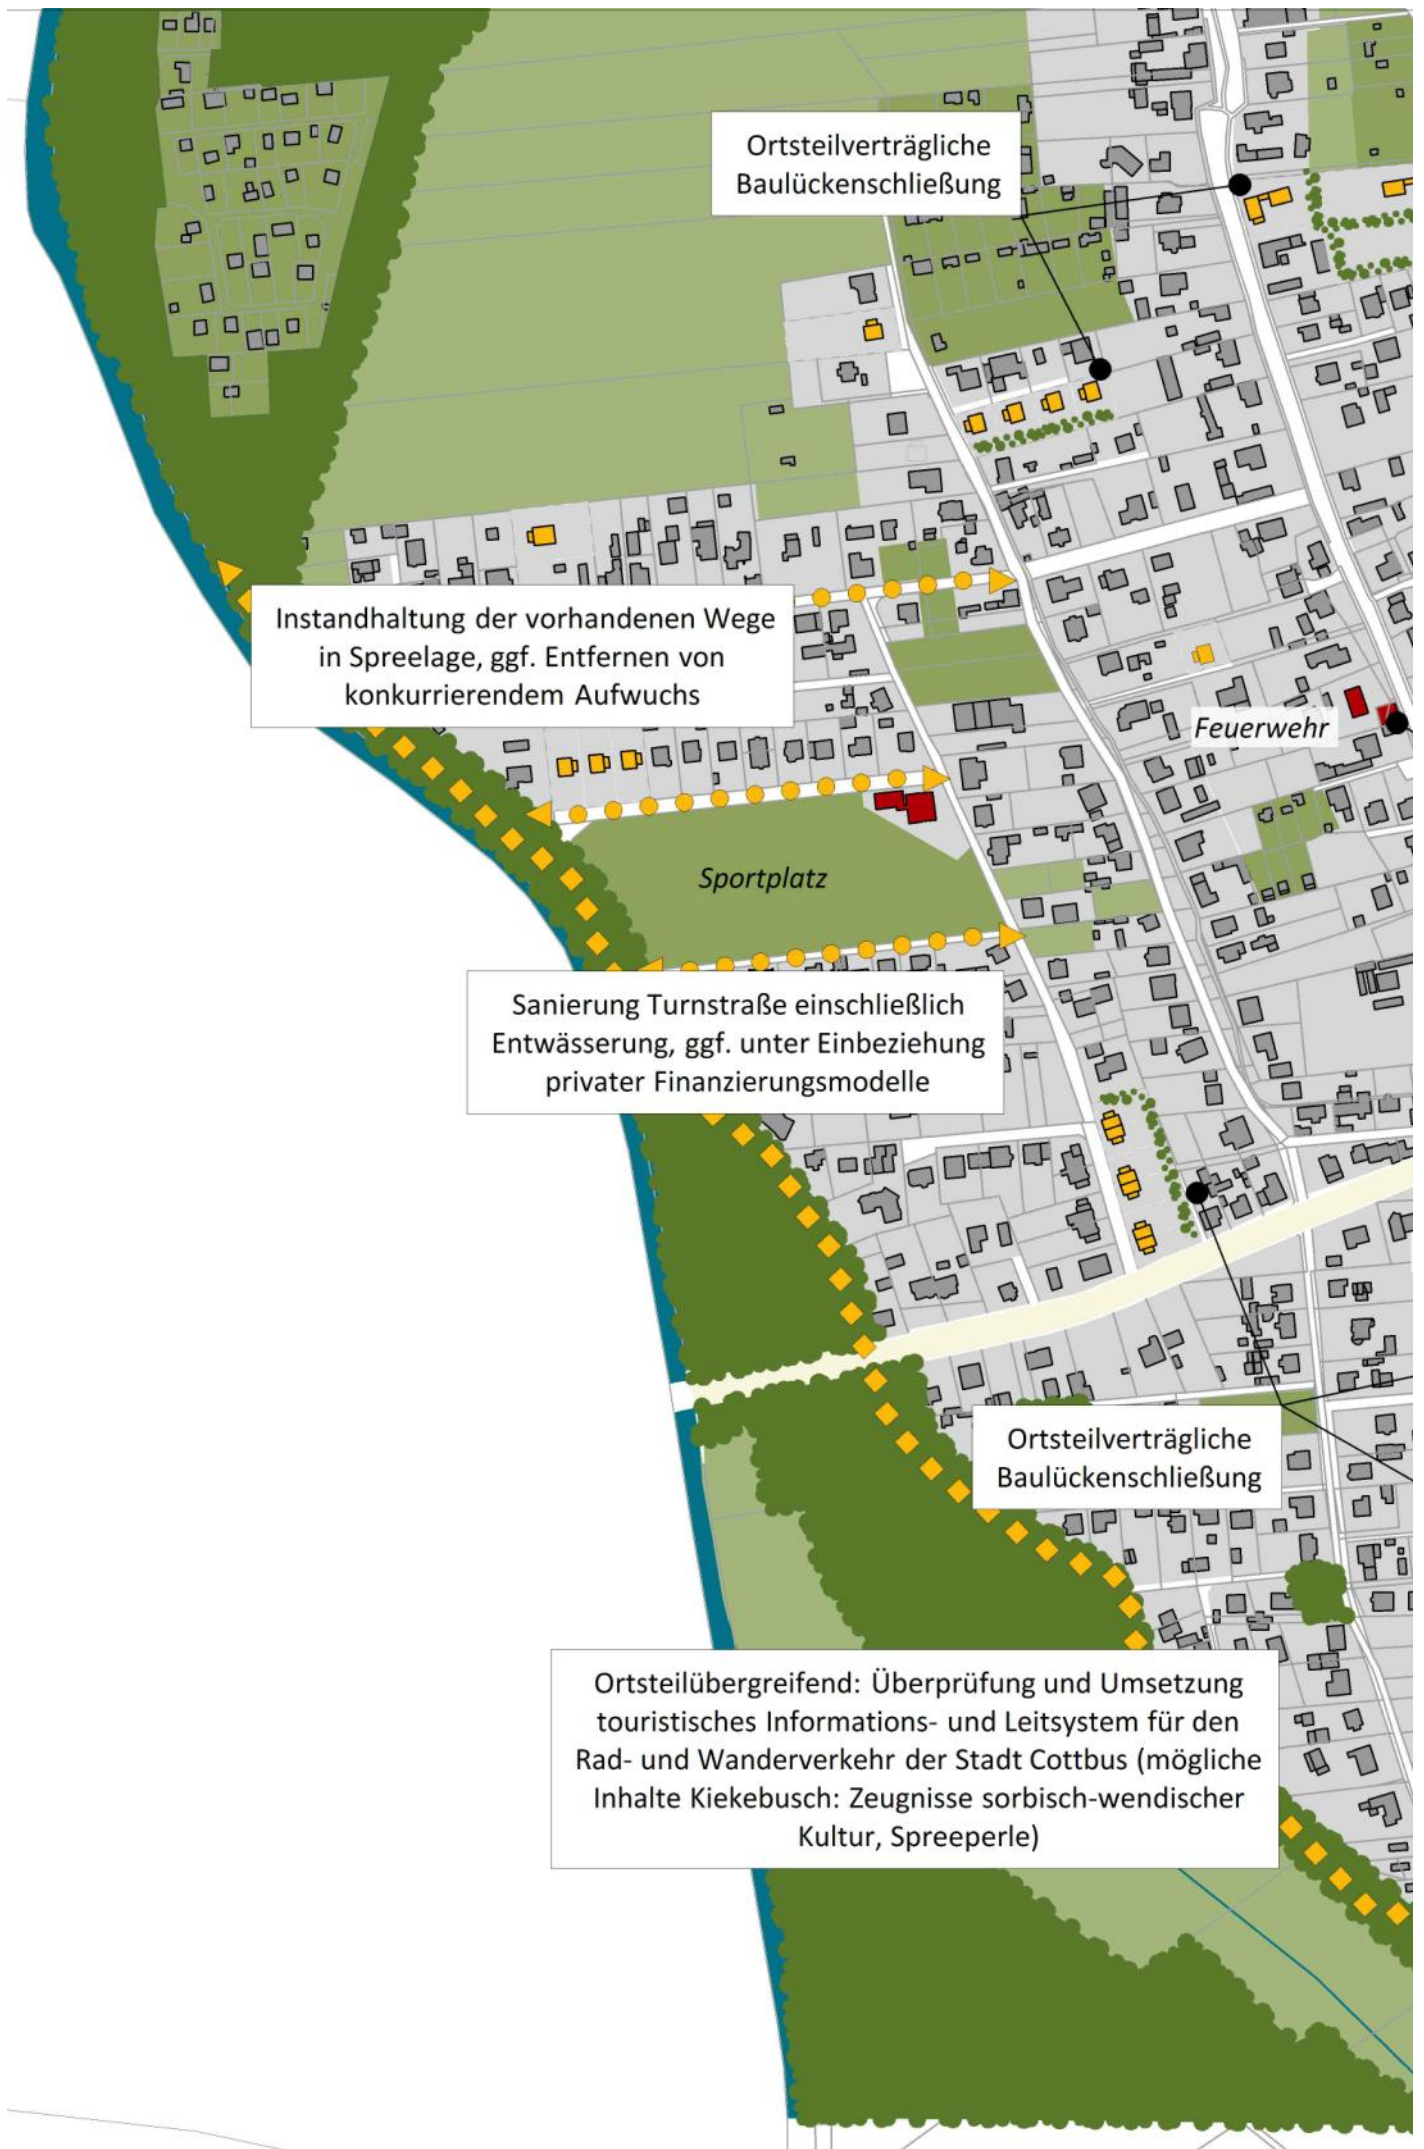 Ortsteilverträgliche
Baulückenschließung
Instandhaltung der vorhandenen Wege
in Spreelage, ggf. Entfernen von
konkurrierendem Aufwuchs
Feuerwehr
Sportplatz
Sanierung Turnstraße einschließlich
Entwässerung, ggf. unter Einbeziehung
privater Finanzierungsmodelle
Ortsteilverträgliche
Baulückenschließung
Ortsteilübergreifend: Überprüfung und Umsetzung
touristisches Informations- und Leitsystem für den
Rad- und Wanderverkehr der Stadt Cottbus (mögliche
Inhalte Kiekebusch: Zeugnisse sorbisch-wendischer
Kultur, Spreeperle)